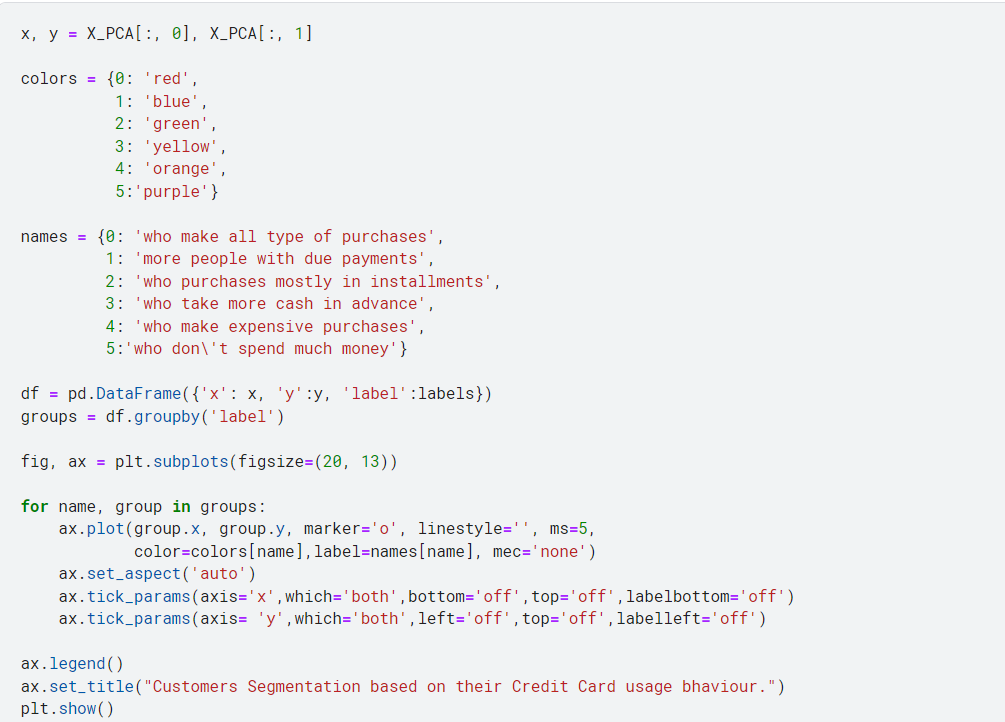 x, y = X_PCA[:, 0], X_PCA[:, 1]

colors = {0: 'red',
          1: 'blue',
          2: 'green',
          3: 'yellow',
          4: 'orange',
          5:'purple'}

names = {0: 'who make all type of purchases',
         1: 'more people with due payments',
         2: 'who purchases mostly in installments',
         3: 'who take more cash in advance',
         4: 'who make expensive purchases',
         5:'who don\'t spend much money'}

df = pd.DataFrame({'x': x, 'y':y, 'label':labels})
groups = df.groupby('label')

fig, ax = plt.subplots(figsize=(20, 13))

for name, group in groups:
    ax.plot(group.x, group.y, marker='o', linestyle='', ms=5,
            color=colors[name],label=names[name], mec='none')
    ax.set_aspect('auto')
    ax.tick_params(axis='x',which='both',bottom='off',top='off',labelbottom='off')
    ax.tick_params(axis= 'y',which='both',left='off',top='off',labelleft='off')

ax.legend()
ax.set_title("Customers Segmentation based on their Credit Card usage bhaviour.")
plt.show()